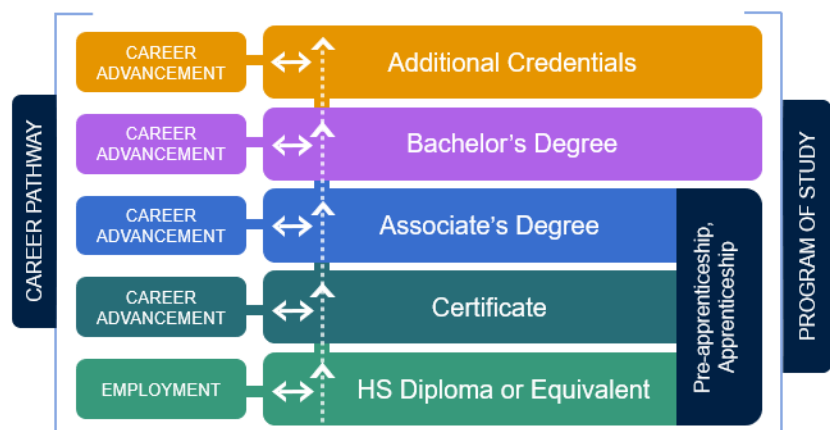 CAREER PATHWAY
CAREER
ADVANCEMENT
Additional Credentials
CAREER
ADVANCEMENT
Bachelor’s Degree
CAREER
ADVANCEMENT
Associate’s Degree
CAREER
ADVANCEMENT
Certificate
EMPLOYMENT
HS Diploma or Equivalent
Pre-apprenticeship,
Apprenticeship
PROGRAM OF STUDY